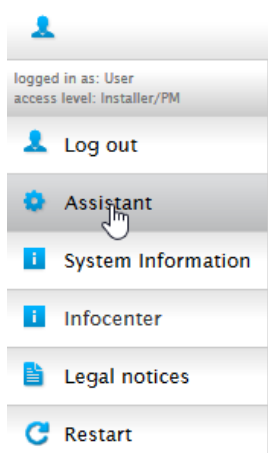 logged in as: User
access level: Installer/PM
Log out
Assistant
System Information
Infocenter
Legal notices
Restart